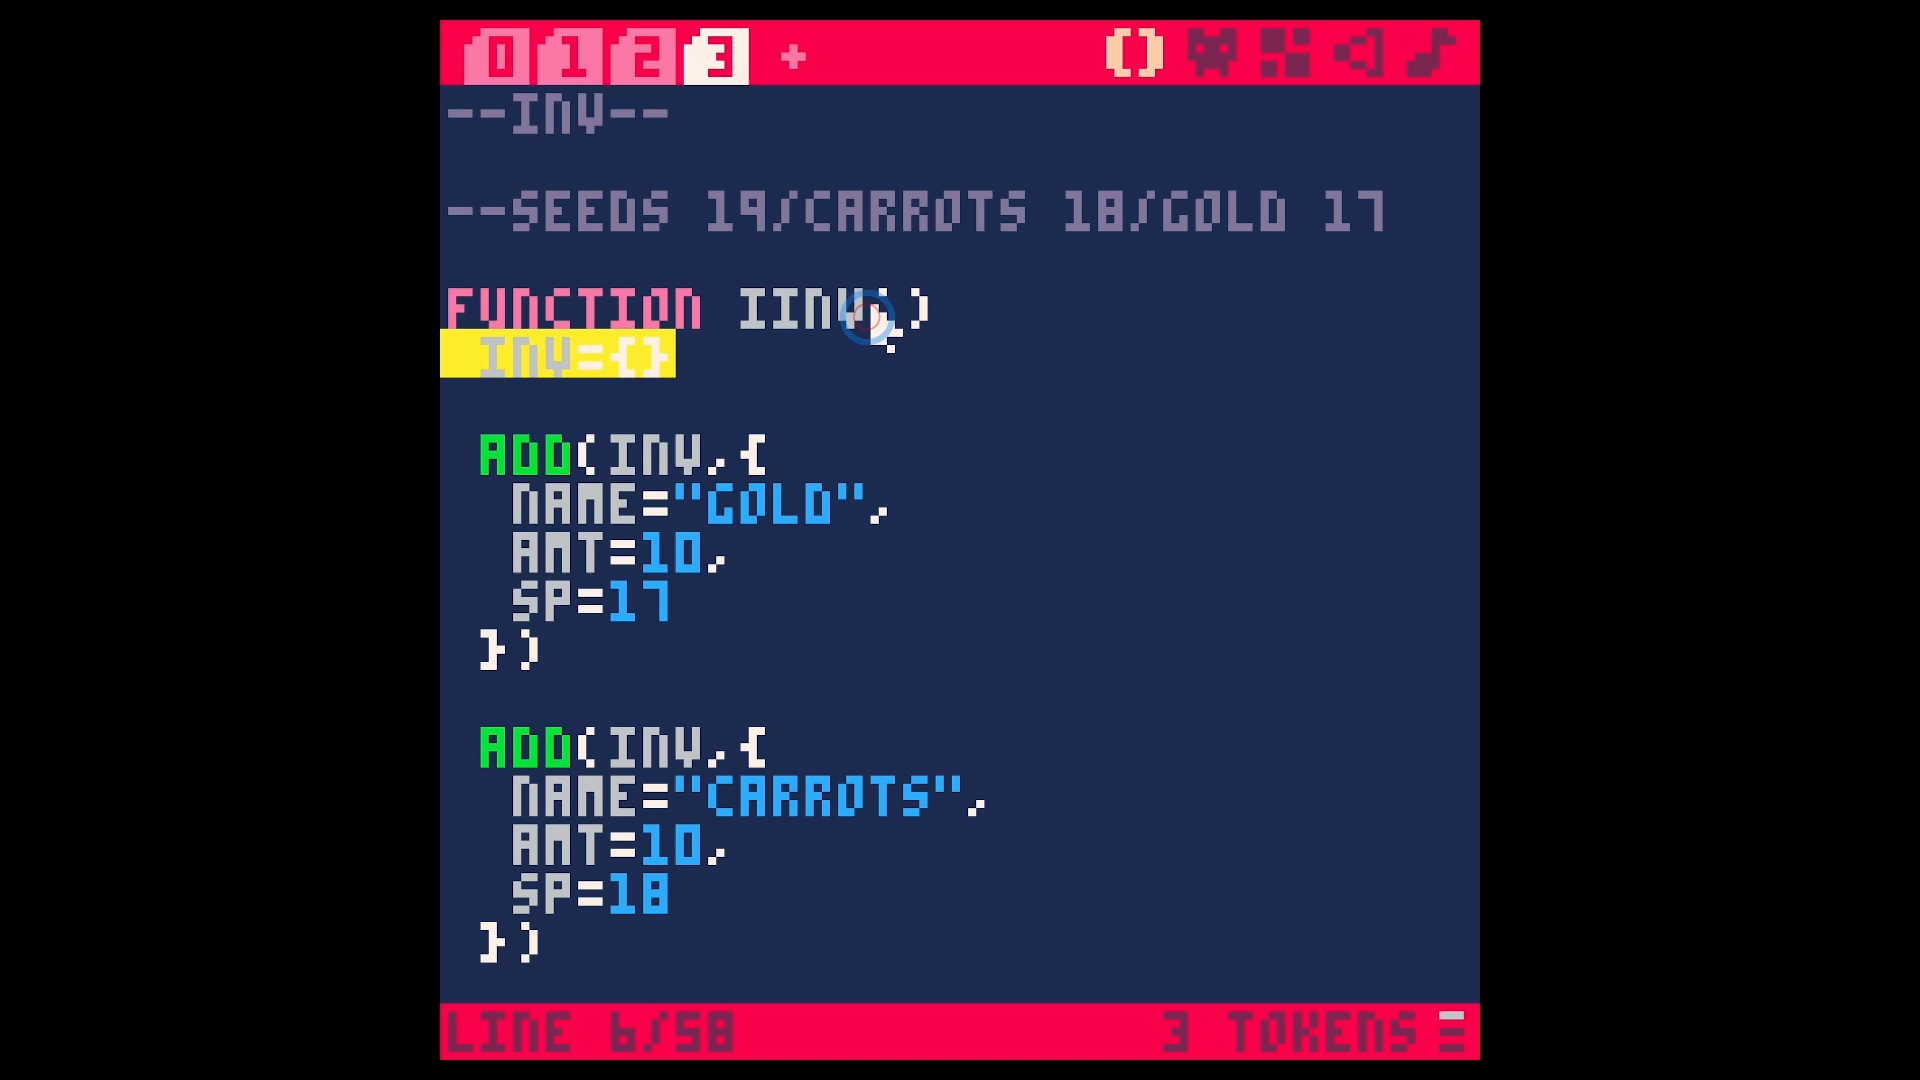 0 1 2 3 +
--INV--
--SEEDS 19/CARROTS 18/GOLD 17
FUNCTION IINV()
INV={}
ADD(INV,{
NAME="GOLD",
AMT=10,
SP=17
})
ADD(INV,{
NAME="CARROTS",
AMT=10,
SP=18
})
LINE 6/58 3 TOKENS